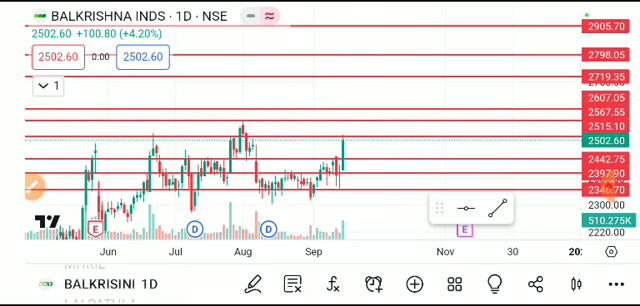 BALKRISHNA INDS · 1D · NSE
2502.60 +100.80 (+4.20%)
2502.60 0.00 2502.60
1
2905.70
2798.05
2719.35
2607.05
2567.55
2515.10
2502.60
2442.75
2397.90
2346.70
2300.00
510.275K
2220.00
E D D E
Jun Jul Aug Sep Nov 30 20:
BALKRISINI 1D